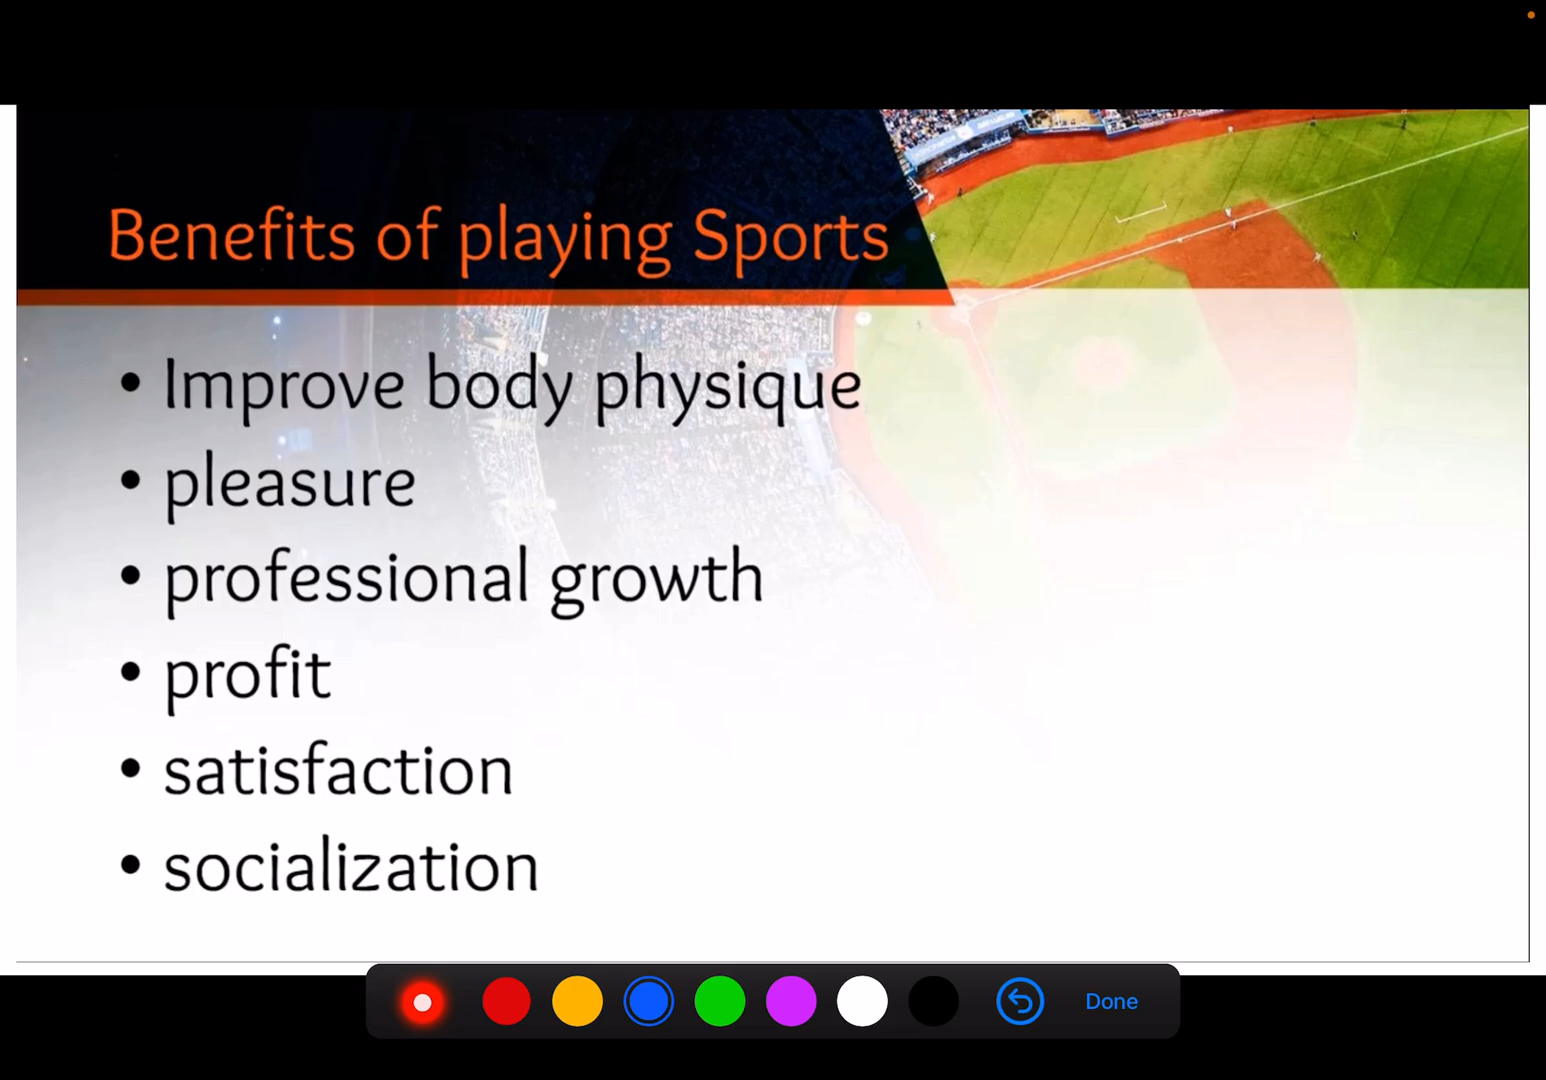 Benefits of playing Sports
• Improve body physique
• pleasure
• professional growth
• profit
• satisfaction
• socialization
Done